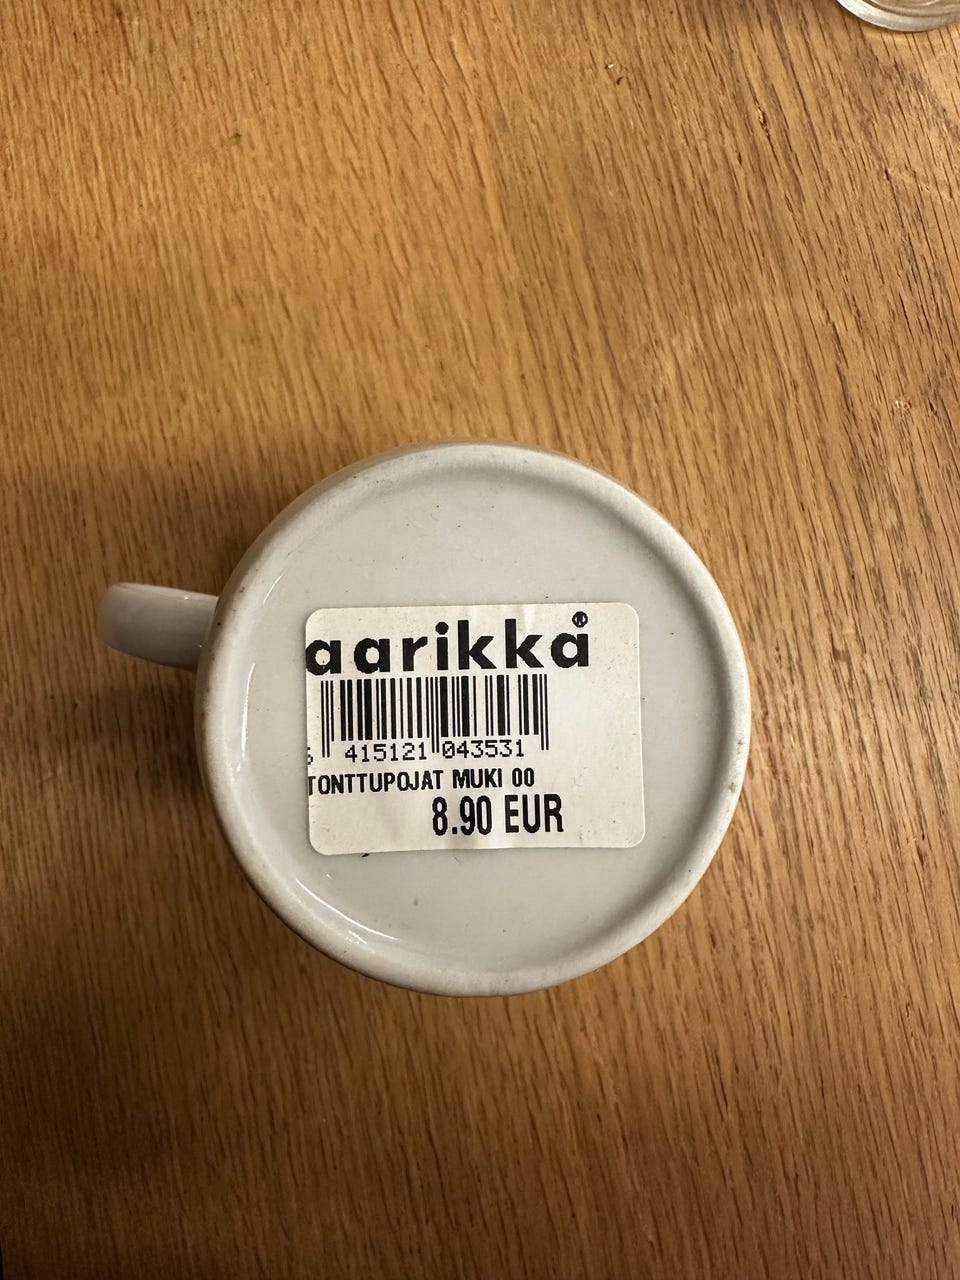 aarikka®
415121 043531
TONTTUPOJAT MUKI 00
8.90 EUR